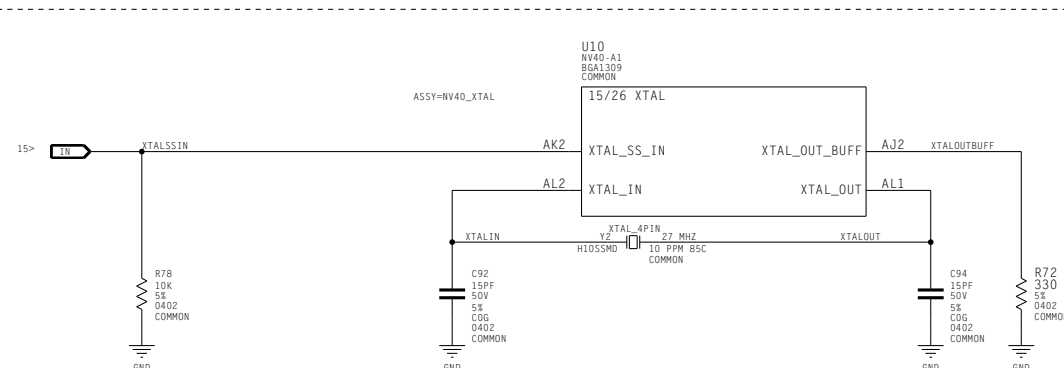 U10
NV40-A1
BGA1309
COMMON
ASSY=NV40_XTAL
15/26 XTAL
15>
IN
XTALSSIN
AK2
XTAL_SS_IN
XTAL_OUT_BUFF
AJ2
XTALOUTBUFF
AL2
XTAL_IN
XTAL_OUT
AL1
XTAL_4PIN
XTALIN
Y2
27 MHZ
XTALOUT
H10SSMD
10 PPM 85C
COMMON
R78
10K
5%
0402
COMMON
C92
15PF
50V
5%
COG
0402
COMMON
C94
15PF
50V
5%
COG
0402
COMMON
R72
330
5%
0402
COMMO
GND
GND
GND
GND